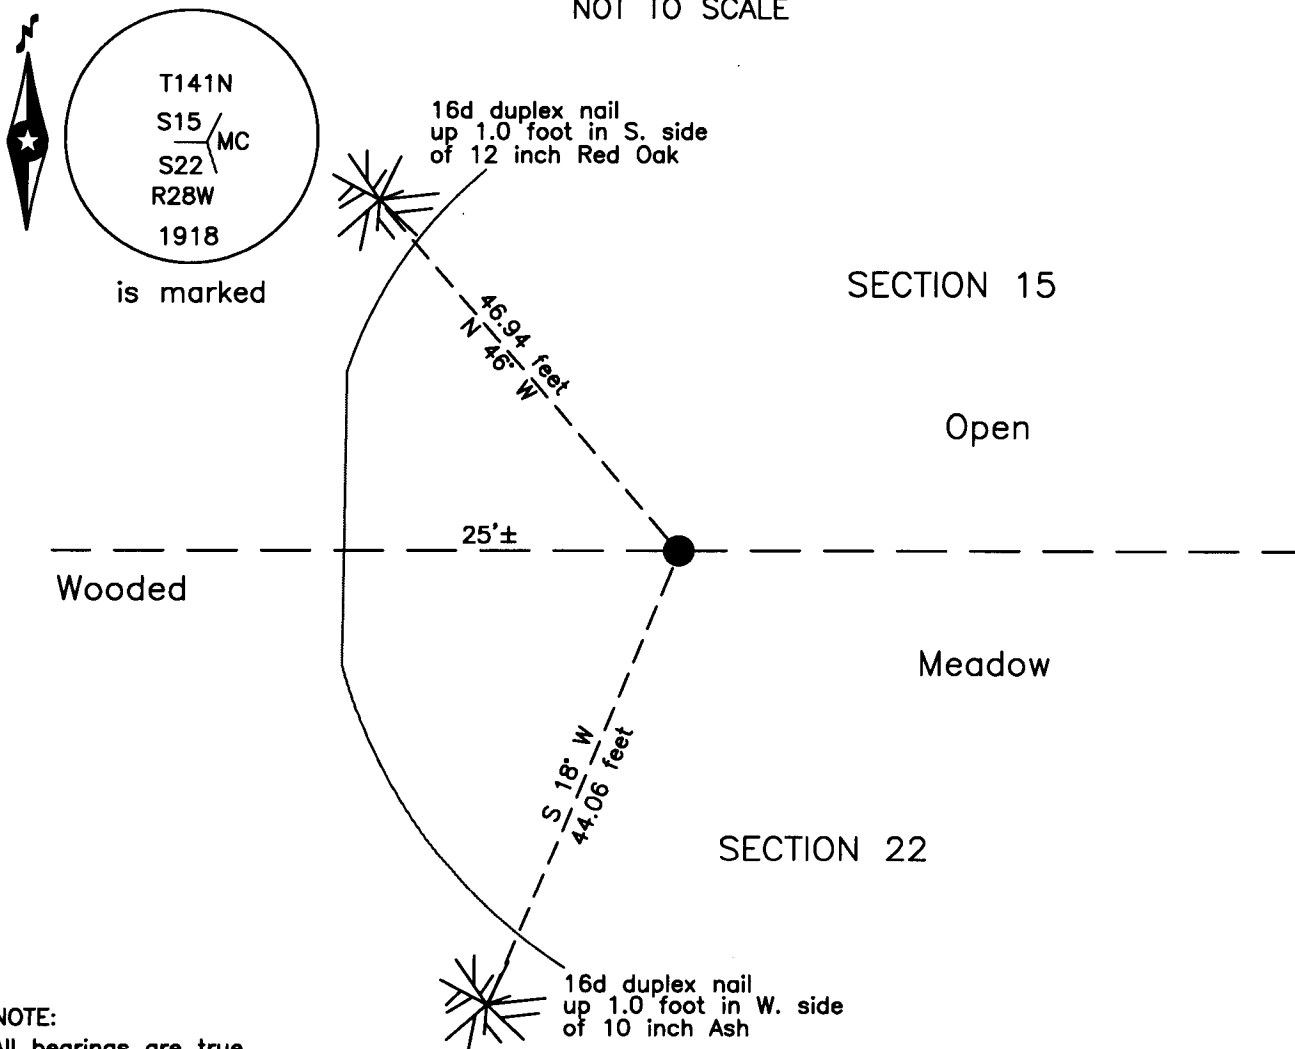 NOT TO SCALE
N
T141N
S15
MC
S22
R28W
1918
is marked
16d duplex nail
up 1.0 foot in S. side
of 12 inch Red Oak
46.94 feet
N 46° W
SECTION 15
Open
25'±
Wooded
Meadow
S 18° W
44.06 feet
SECTION 22
16d duplex nail
up 1.0 foot in W. side
of 10 inch Ash
NOTE:
All bearings are true